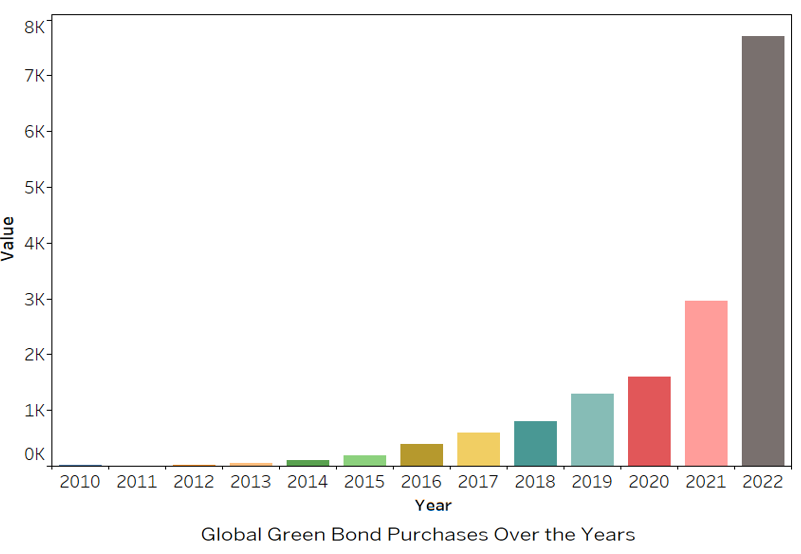 8K
7K
6K
5K
4K
3K
2K
1K
0K
Value
2010 2011 2012 2013 2014 2015 2016 2017 2018 2019 2020 2021 2022
Year
Global Green Bond Purchases Over the Years